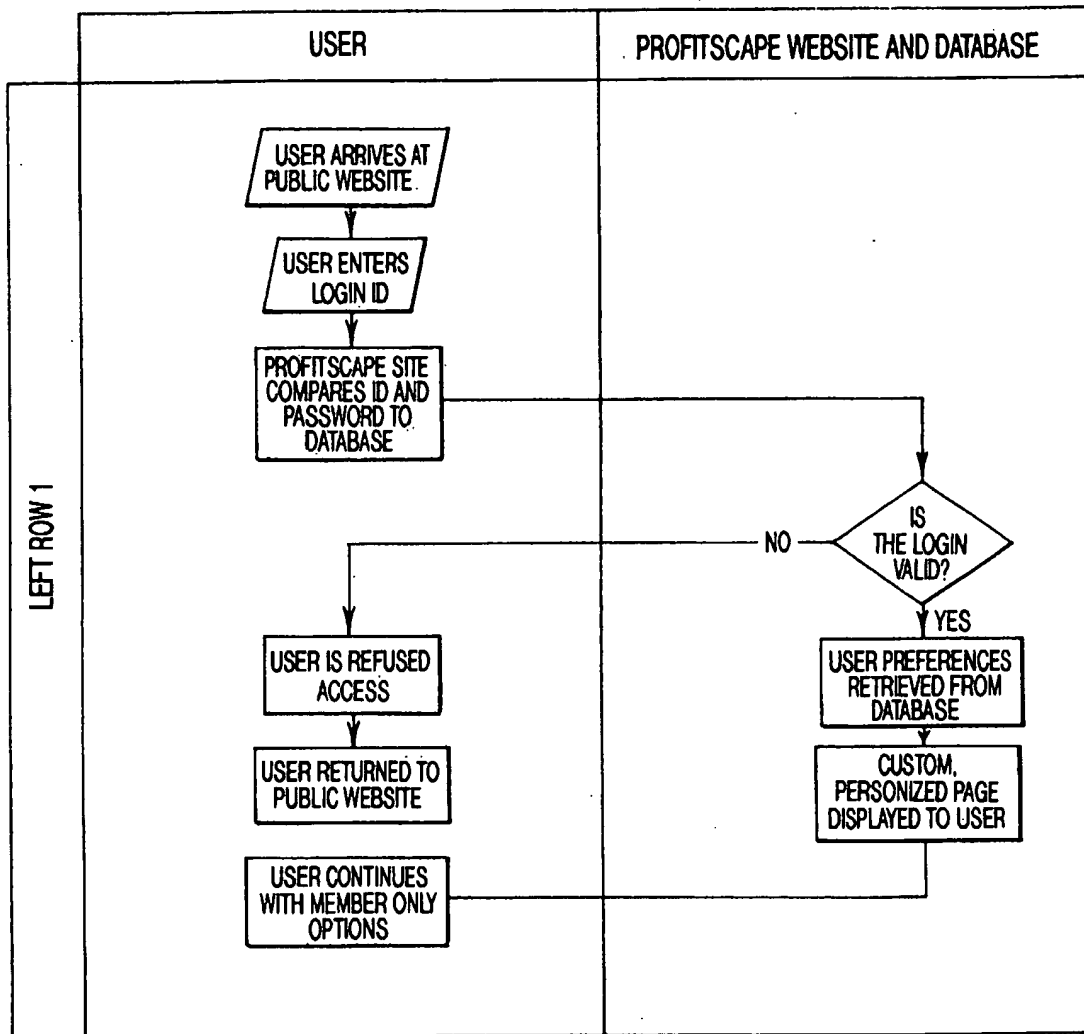 USER
PROFITSCAPE WEBSITE AND DATABASE
LEFT ROW 1
USER ARRIVES AT
PUBLIC WEBSITE.
USER ENTERS
LOGIN ID
PROFITSCAPE SITE
COMPARES ID AND
PASSWORD TO
DATABASE
IS
THE LOGIN
VALID?
NO
YES
USER IS REFUSED
ACCESS
USER PREFERENCES
RETRIEVED FROM
DATABASE
USER RETURNED TO
PUBLIC WEBSITE
CUSTOM,
PERSONIZED PAGE
DISPLAYED TO USER
USER CONTINUES
WITH MEMBER ONLY
OPTIONS